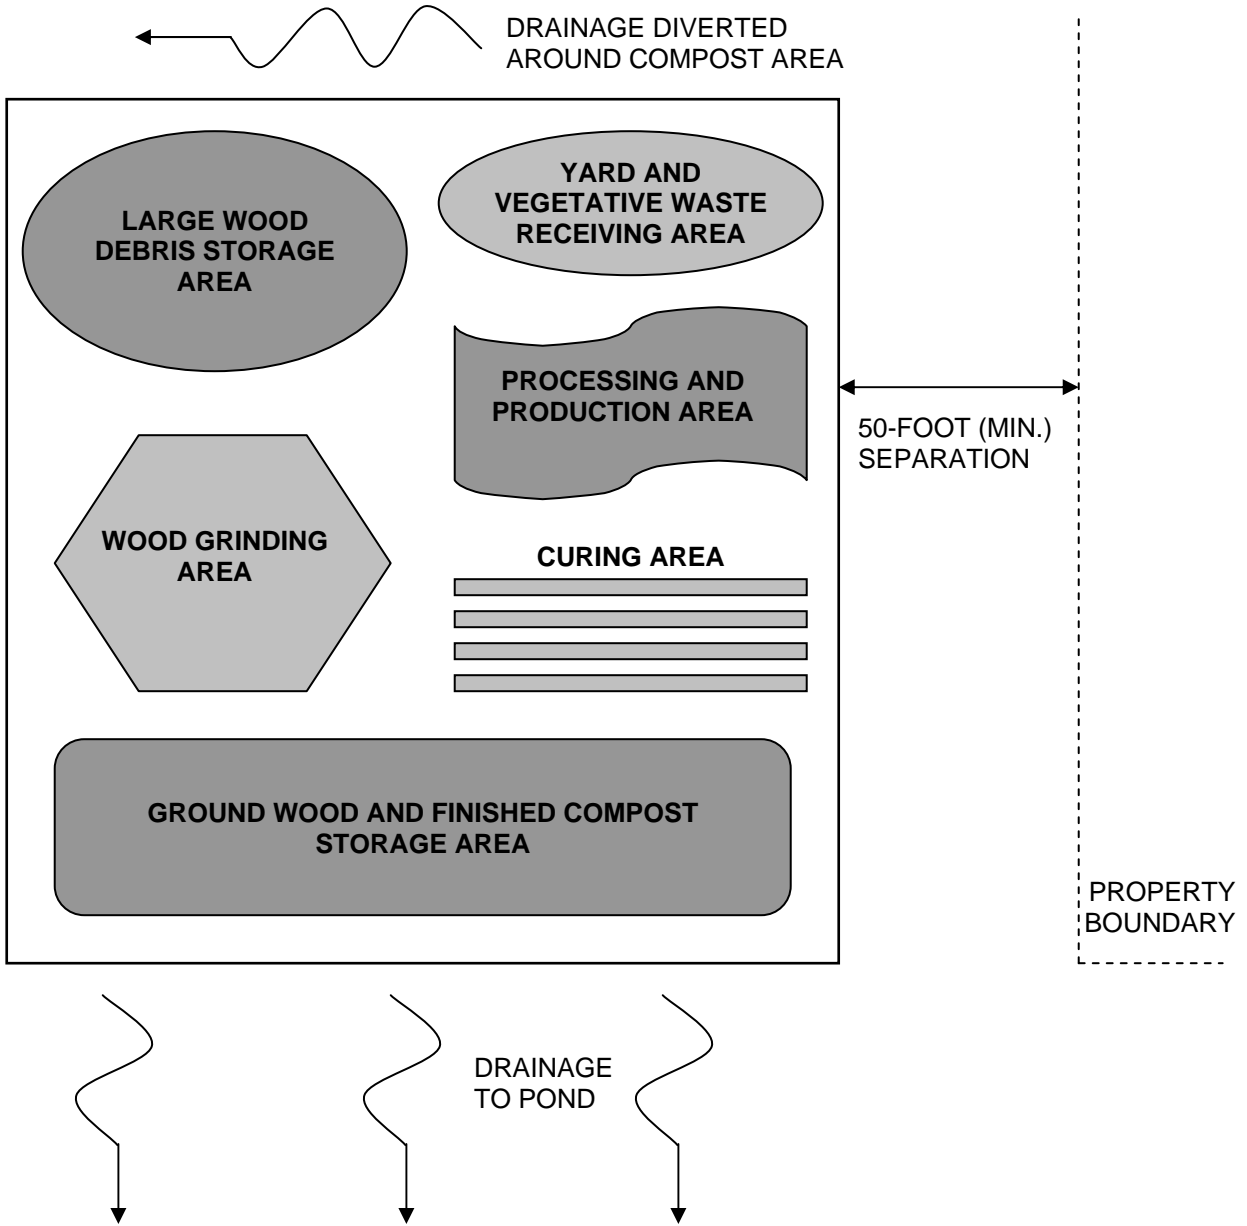 DRAINAGE DIVERTED
AROUND COMPOST AREA
LARGE WOOD
DEBRIS STORAGE
AREA
YARD AND
VEGETATIVE WASTE
RECEIVING AREA
PROCESSING AND
PRODUCTION AREA
50-FOOT (MIN.)
SEPARATION
WOOD GRINDING
AREA
CURING AREA
GROUND WOOD AND FINISHED COMPOST
STORAGE AREA
PROPERTY
BOUNDARY
DRAINAGE
TO POND